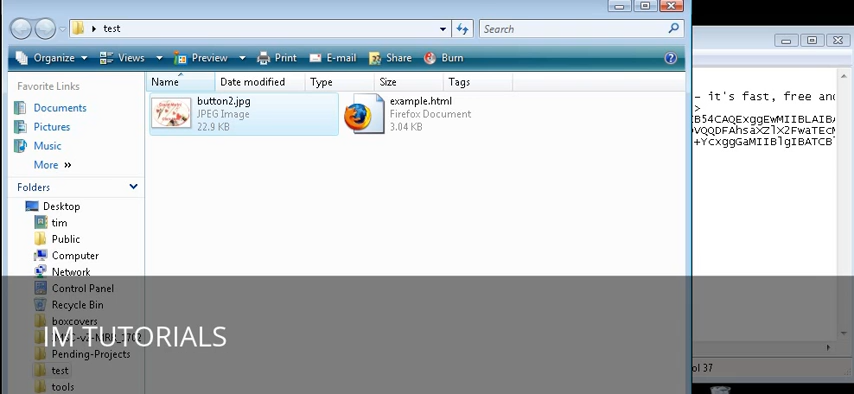 test
Search
Organize Views Preview Print E-mail Share Burn
Favorite Links
Documents
Pictures
Music
More
Folders
Desktop
tim
Public
Computer
Network
Control Panel
Recycle Bin
boxcovers
Pending-Projects
test
tools
Name Date modified Type Size Tags
button2.jpg
JPEG Image
22.9 KB
example.html
Firefox Document
3.04 KB
- it's fast, free and
ol 37
IM TUTORIALS